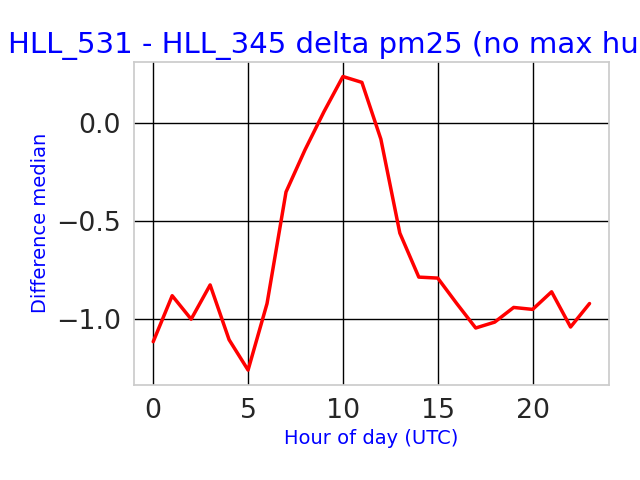 HLL_531 - HLL_345 delta pm25 (no max hu
0.0
−0.5
−1.0
Difference median
0 5 10 15 20
Hour of day (UTC)